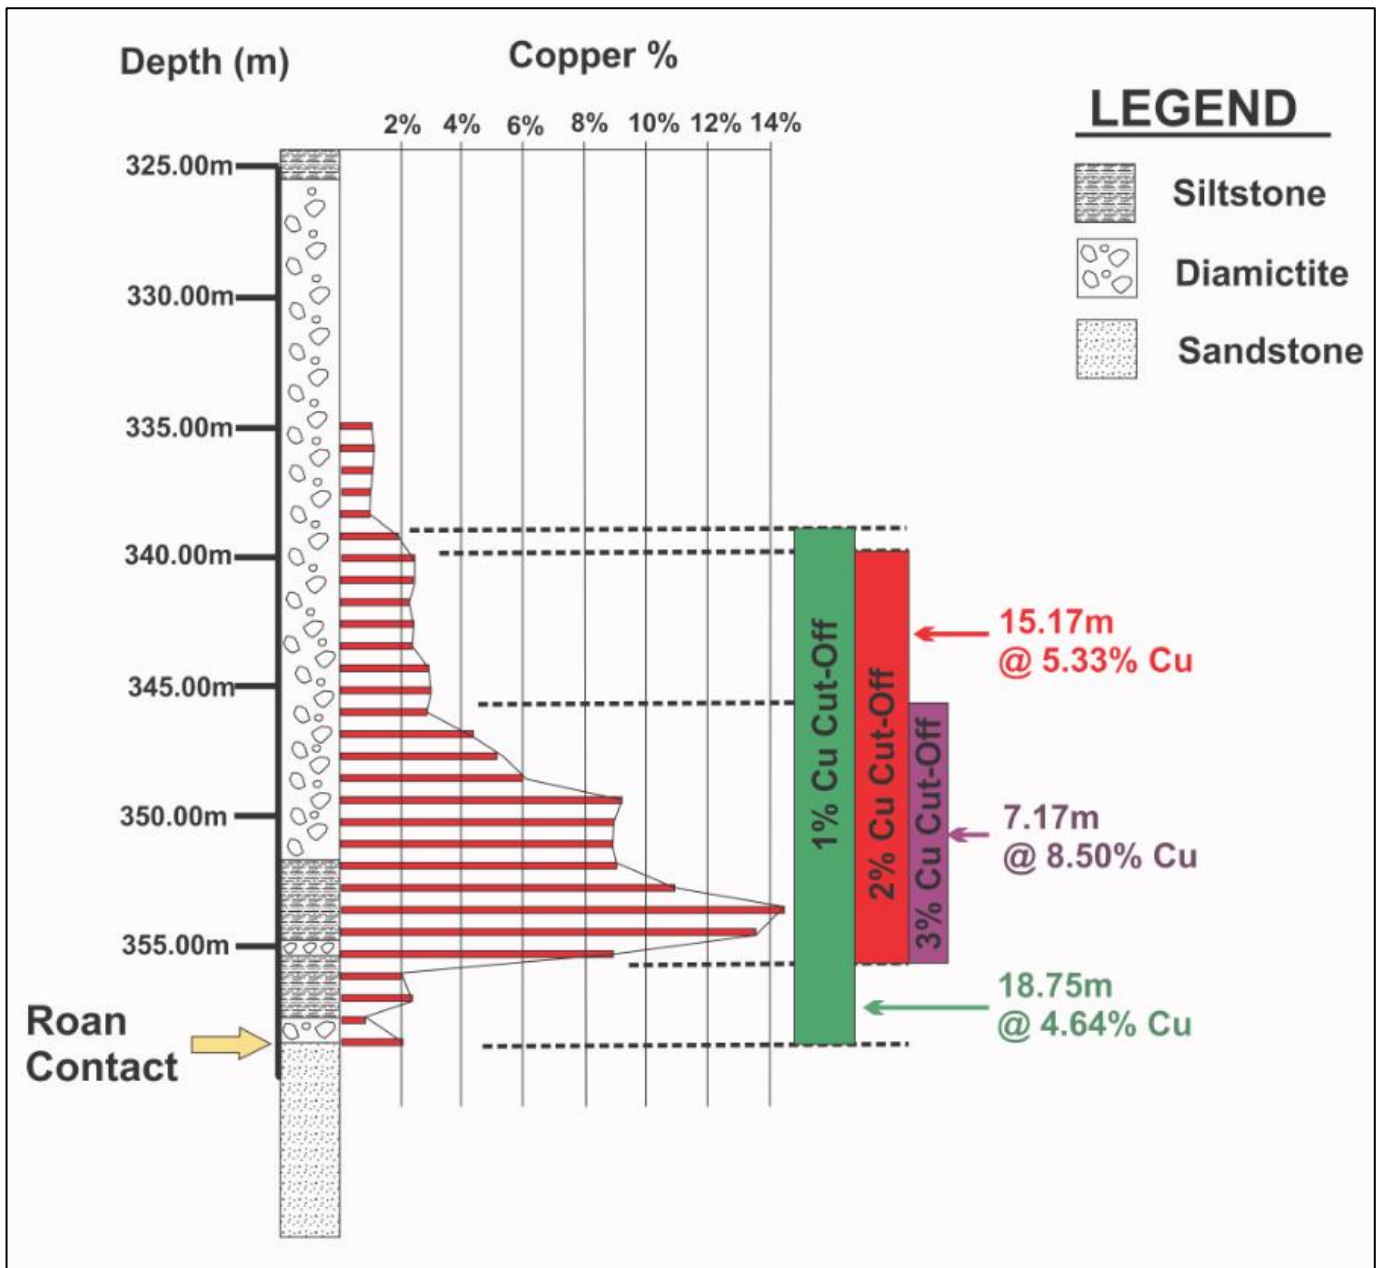 Depth (m)
Copper %
2% 4% 6% 8% 10% 12% 14%
LEGEND
Siltstone
Diamictite
Sandstone
325.00m
330.00m
335.00m
340.00m
345.00m
350.00m
355.00m
1% Cu Cut-Off
2% Cu Cut-Off
3% Cu Cut-Off
15.17m
@ 5.33% Cu
7.17m
@ 8.50% Cu
18.75m
@ 4.64% Cu
Roan
Contact